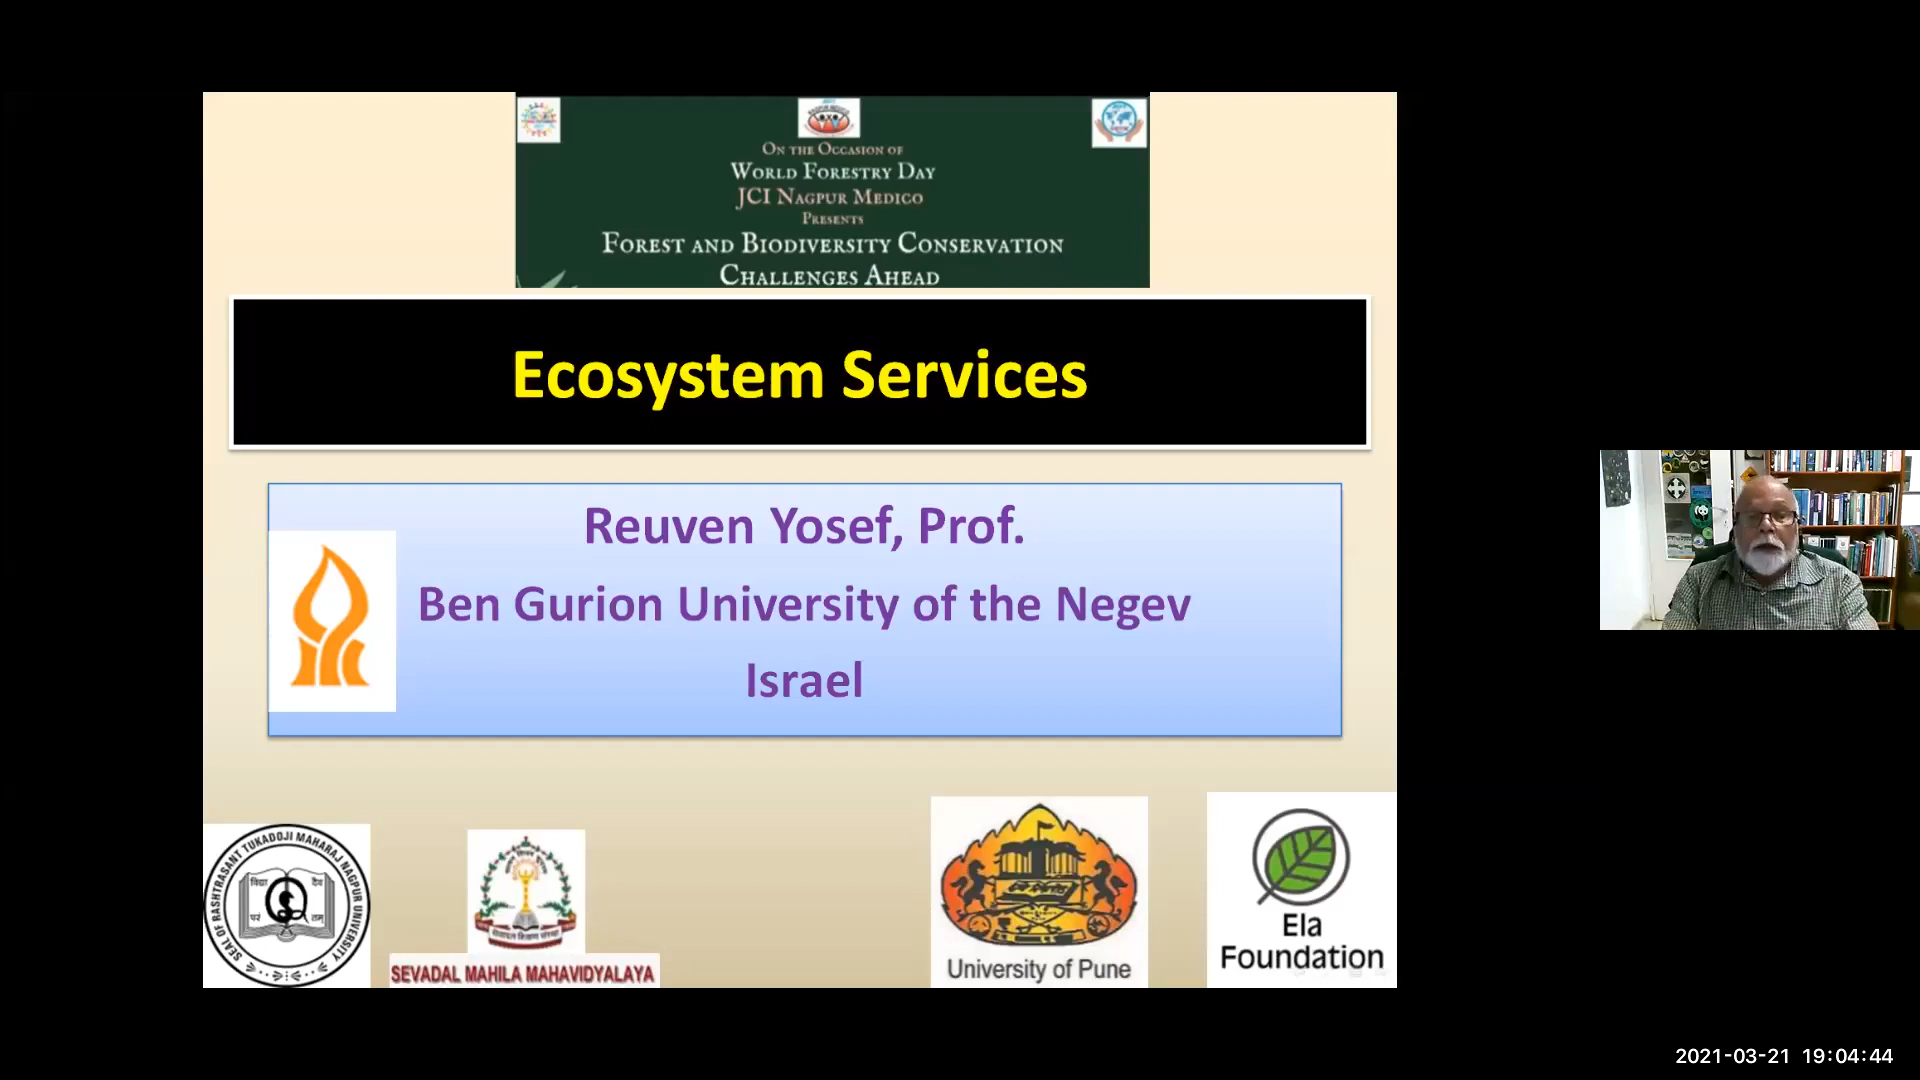 On the Occasion of
World Forestry Day
JCI Nagpur Medico
Presents
Forest and Biodiversity Conservation
Challenges Ahead
Ecosystem Services
Reuven Yosef, Prof.
Ben Gurion University of the Negev
Israel
SEAL OF RASHTRASANT TUKADOJI MAHARAJ NAGPUR UNIVERSITY
SEVADAL MAHILA MAHAVIDYALAYA
University of Pune
Ela
Foundation
2021-03-21 19:04:44